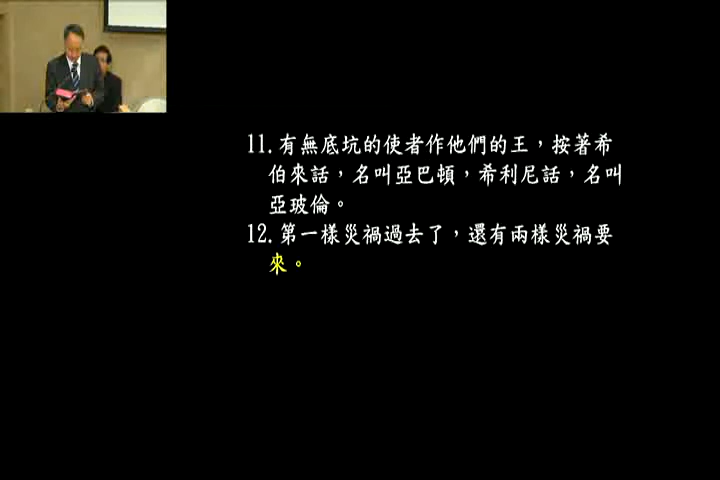 11.有無底坑的使者作他們的王，按著希
伯來話，名叫亞巴頓，希利尼話，名叫
亞玻倫。
12.第一樣災禍過去了，還有兩樣災禍要
來。